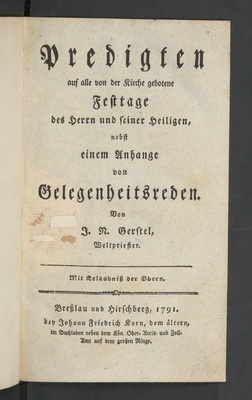 Predigten
auf alle von der Kirche gebotene
Festtage
des Herrn und seiner Heiligen,
nebst
einem Anhange
von
Gelegenheitsreden.
Von
J. N. Gerstel,
Weltpriester.
Mit Erlaubniß der Obern.
Breßlau und Hirschberg, 1791.
bey Johann Friedrich Korn, dem ältern,
im Buchladen neben dem Kön. Ober- Accis- und Zoll-
Amt auf dem großen Ringe.